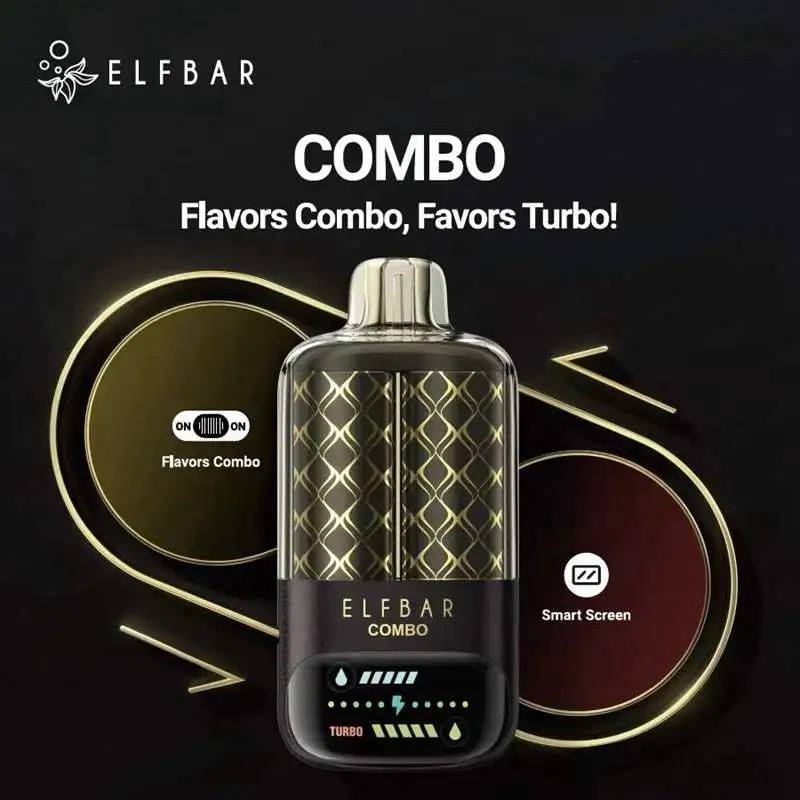 ELFBAR
COMBO
Flavors Combo, Favors Turbo!
ON ON
Flavors Combo
Smart Screen
ELFBAR
COMBO
TURBO